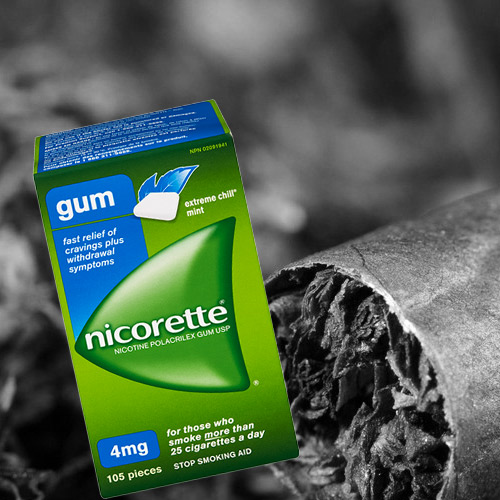 NPN 02091941
gum
extreme chill*
mint
fast relief of
cravings plus
withdrawal
symptoms
nicorette®
NICOTINE POLACRILEX GUM USP
®
4mg
105 pieces
for those who
smoke more than
25 cigarettes a day
STOP SMOKING AID